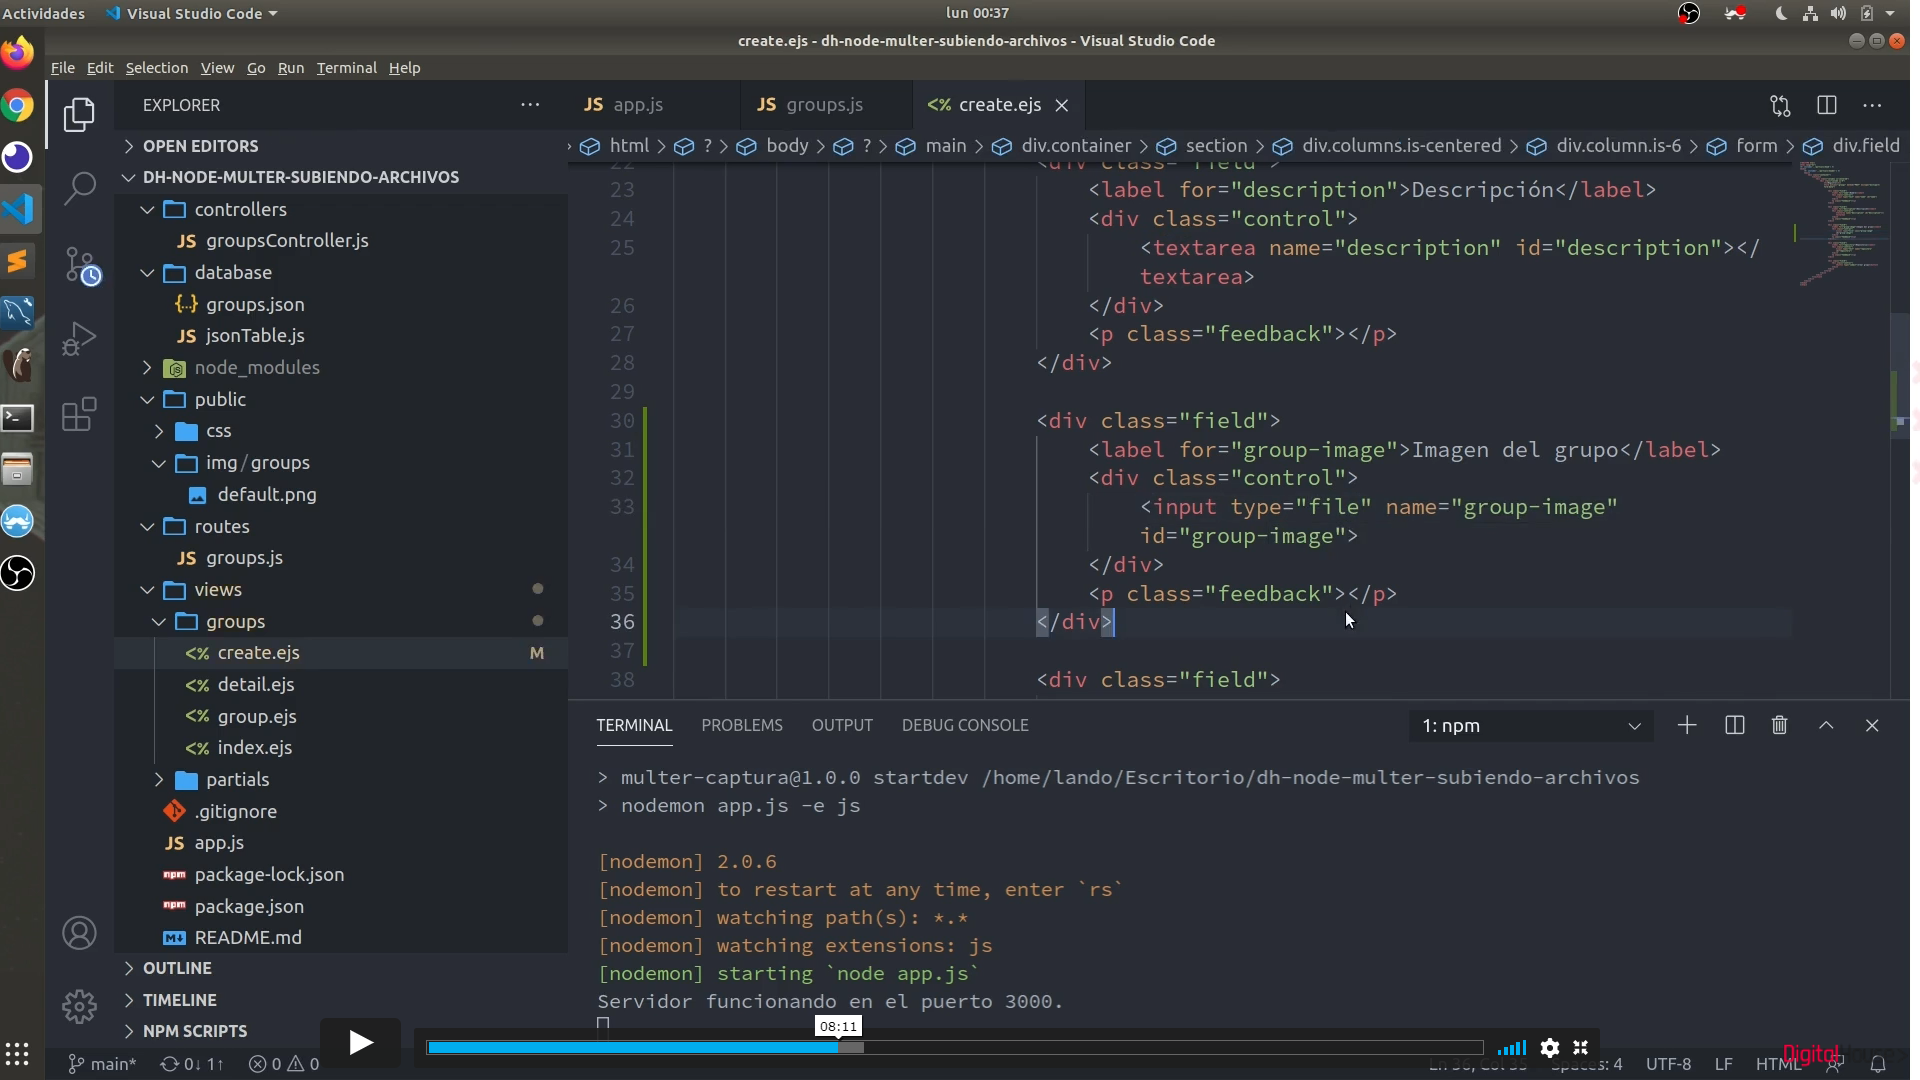 Actividades
Visual Studio Code
lun 00:37
create.ejs - dh-node-multer-subiendo-archivos - Visual Studio Code
File Edit Selection View Go Run Terminal Help
EXPLORER
OPEN EDITORS
DH-NODE-MULTER-SUBIENDO-ARCHIVOS
controllers
JS groupsController.js
database
{..} groups.json
JS jsonTable.js
node_modules
public
css
img/groups
default.png
routes
JS groups.js
views
groups
<% create.ejs M
<% detail.ejs
<% group.ejs
<% index.ejs
partials
.gitignore
JS app.js
npm package-lock.json
npm package.json
README.md
OUTLINE
TIMELINE
NPM SCRIPTS
JS app.js
JS groups.js
<% create.ejs
html > ? > body > ? > main > div.container > section > div.columns.is-centered > div.column.is-6 > form > div.field
22 <div class="field">
23 <label for="description">Descripción</label>
24 <div class="control">
25 <textarea name="description" id="description"></
textarea>
26 </div>
27 <p class="feedback"></p>
28 </div>
29
30 <div class="field">
31 <label for="group-image">Imagen del grupo</label>
32 <div class="control">
33 <input type="file" name="group-image"
id="group-image">
34 </div>
35 <p class="feedback"></p>
36 </div>
37
38 <div class="field">
TERMINAL PROBLEMS OUTPUT DEBUG CONSOLE
1: npm
> multer-captura@1.0.0 startdev /home/lando/Escritorio/dh-node-multer-subiendo-archivos
> nodemon app.js -e js
[nodemon] 2.0.6
[nodemon] to restart at any time, enter `rs`
[nodemon] watching path(s): *.*
[nodemon] watching extensions: js
[nodemon] starting `node app.js`
Servidor funcionando en el puerto 3000.
08:11
main* 0↓ 1↑ 0 0
Ln 36, Col 35 Spaces: 4 UTF-8 LF HTML
Digital